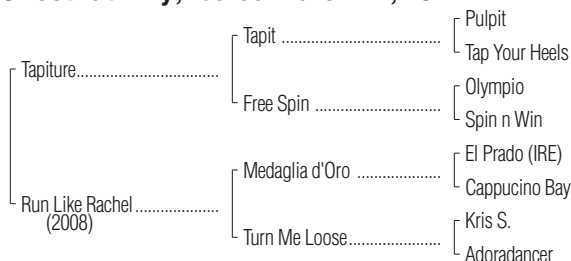 Tapiture
Run Like Rachel
(2008)
Tapit
Free Spin
Medaglia d'Oro
Turn Me Loose
Pulpit
Tap Your Heels
Olympio
Spin n Win
El Prado (IRE)
Cappucino Bay
Kris S.
Adoradancer